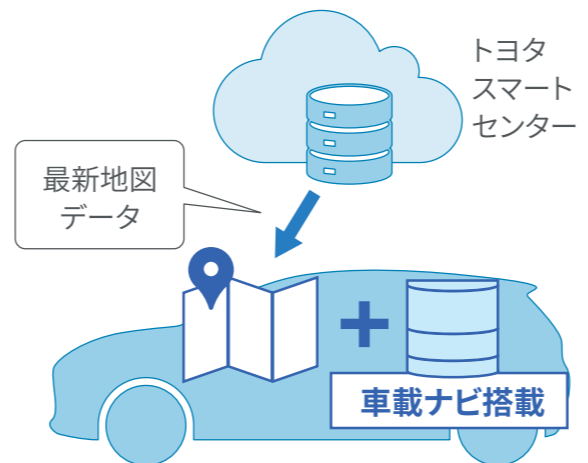 トヨタ
スマート
センター
最新地図
データ
車載ナビ搭載